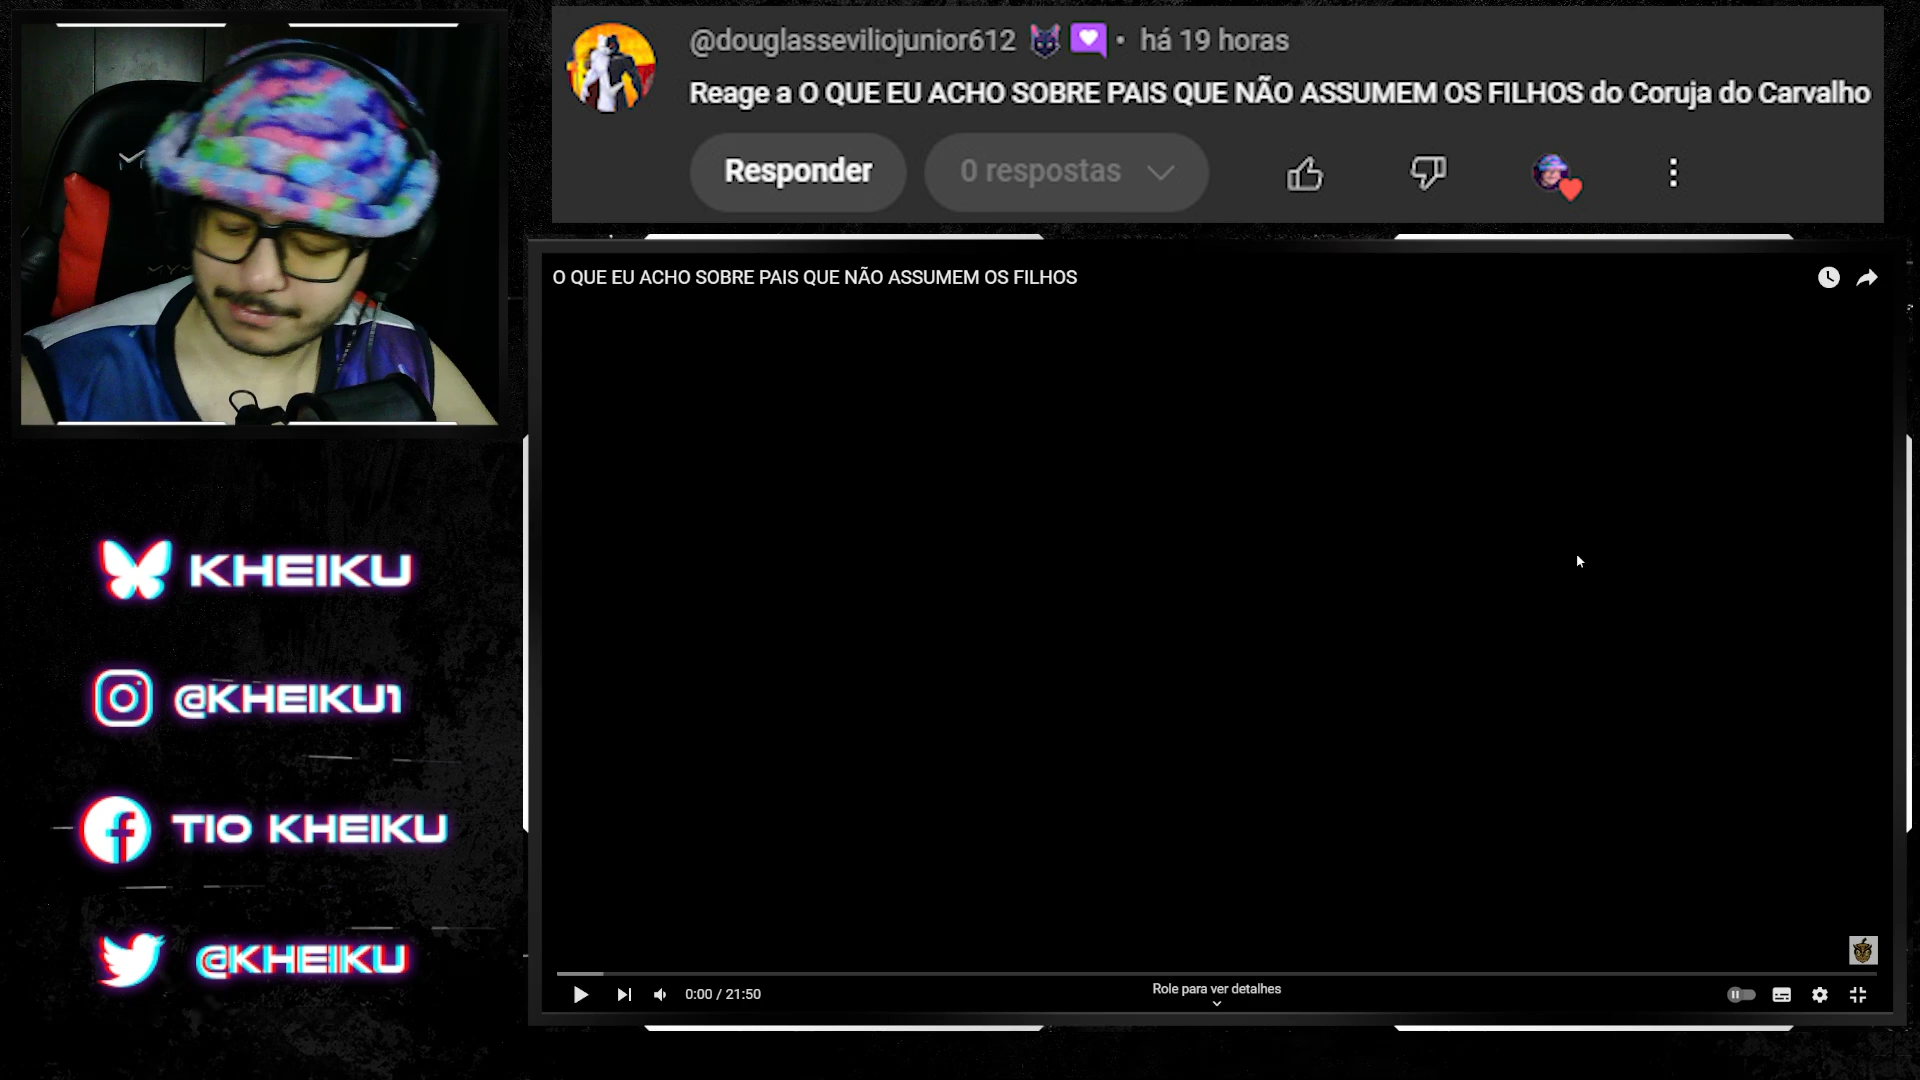 @douglasseviliojunior612 • há 19 horas
Reage a O QUE EU ACHO SOBRE PAIS QUE NÃO ASSUMEM OS FILHOS do Coruja do Carvalho
Responder
0 respostas
O QUE EU ACHO SOBRE PAIS QUE NÃO ASSUMEM OS FILHOS
KHEIKU
@KHEIKU1
TIO KHEIKU
@KHEIKU
0:00 / 21:50
Role para ver detalhes